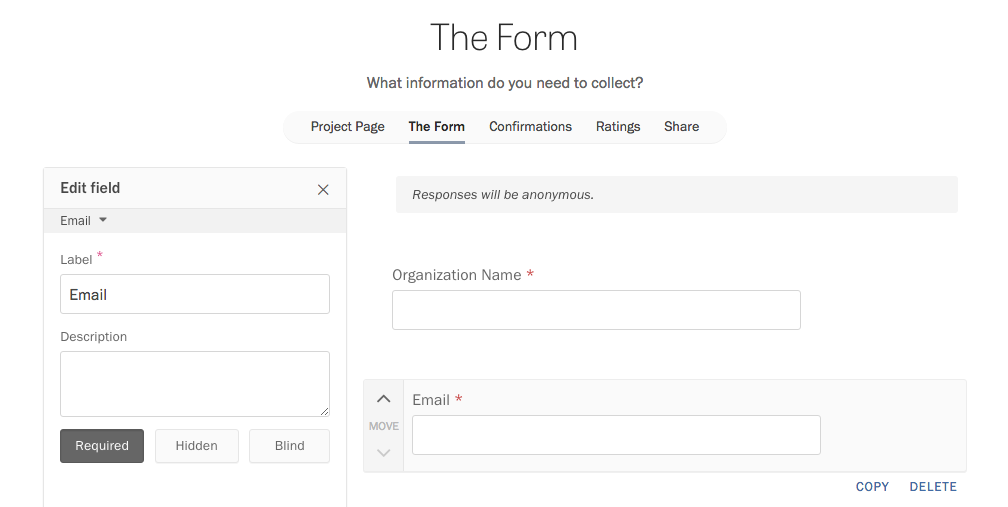 The Form
What information do you need to collect?
Project Page The Form Confirmations Ratings Share
Edit field
Email
Label *
Email
Description
Required Hidden Blind
Responses will be anonymous.
Organization Name *
MOVE
Email *
COPY DELETE